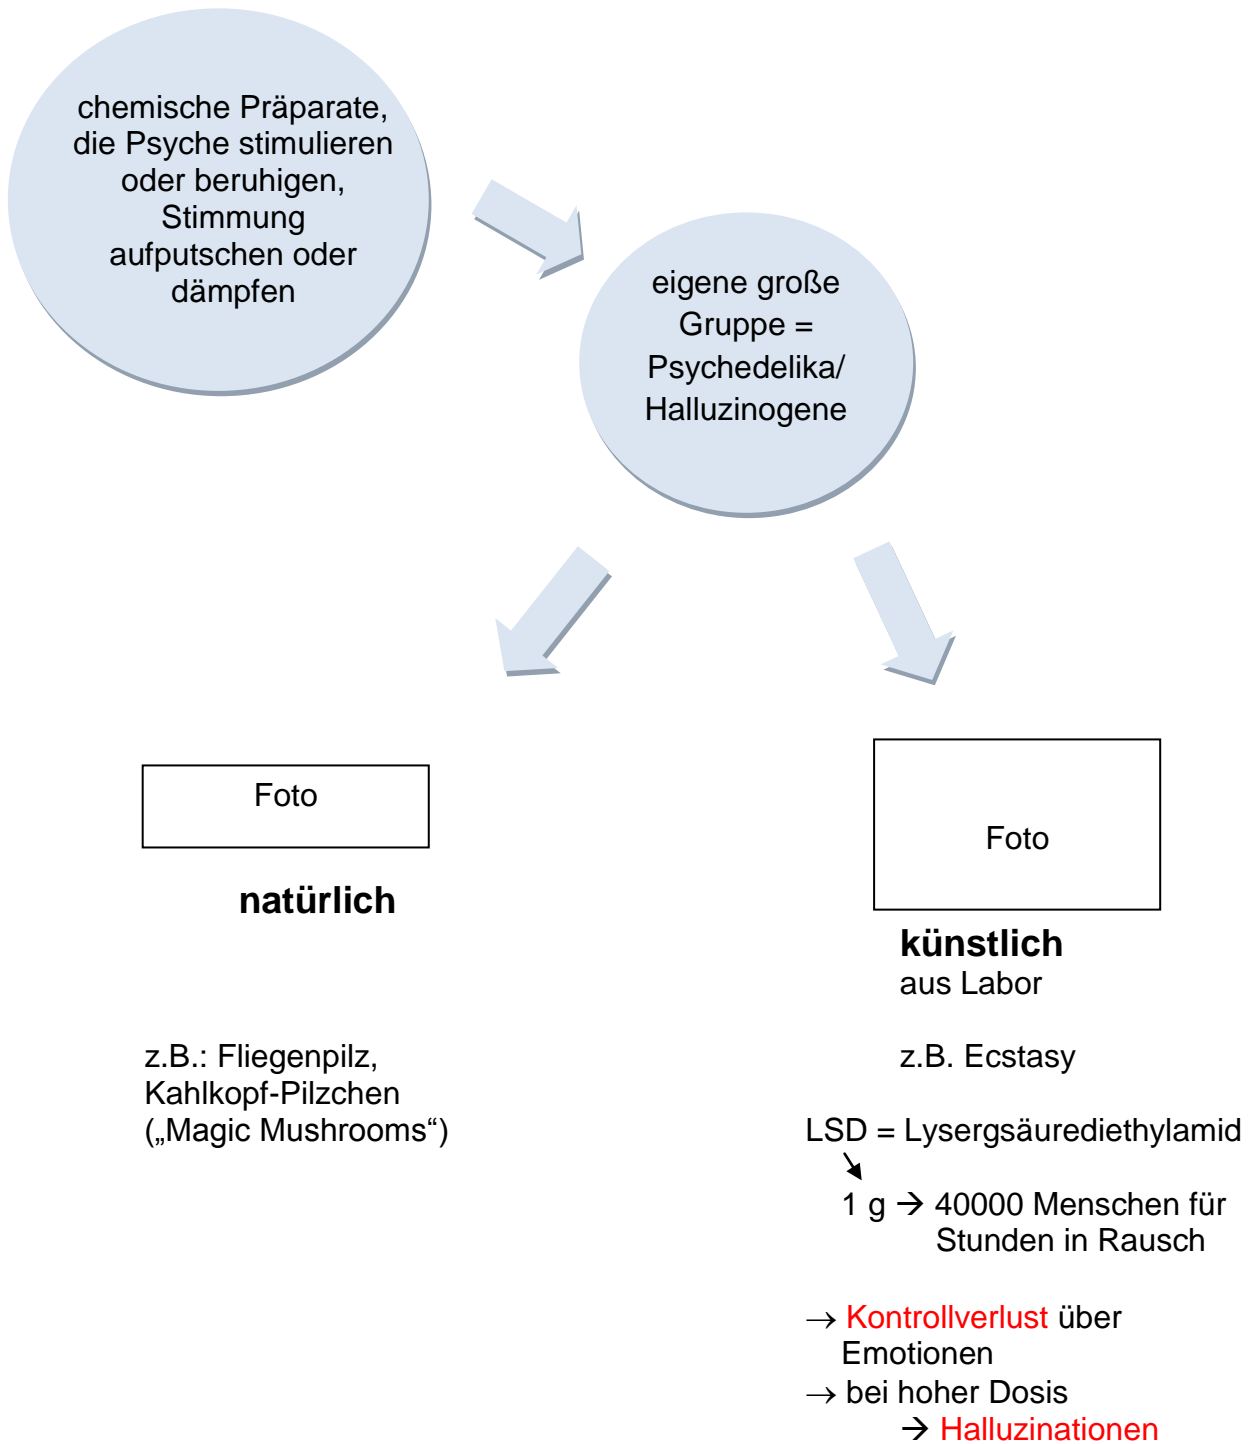 chemische Präparate,
die Psyche stimulieren
oder beruhigen,
Stimmung
aufputschen oder
dämpfen
eigene große
Gruppe =
Psychedelika/
Halluzinogene
Foto
natürlich
z.B.: Fliegenpilz,
Kahlkopf-Pilzchen
(„Magic Mushrooms“)
Foto
künstlich
aus Labor
z.B. Ecstasy
LSD = Lysergsäurediethylamid
1 g → 40000 Menschen für
Stunden in Rausch
→ Kontrollverlust über
Emotionen
→ bei hoher Dosis
→ Halluzinationen